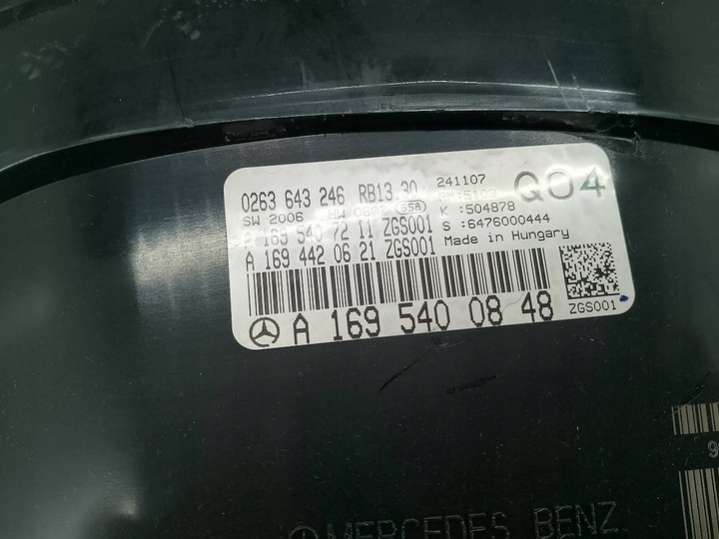 0263 643 246 RB13 30 241107
SW 2006 K :504878 Q04
169 540 72 11 ZGS001 S :6476000444
A 169 442 06 21 ZGS001 Made in Hungary
A 169 540 08 48 ZGS001
MERCEDES BENZ